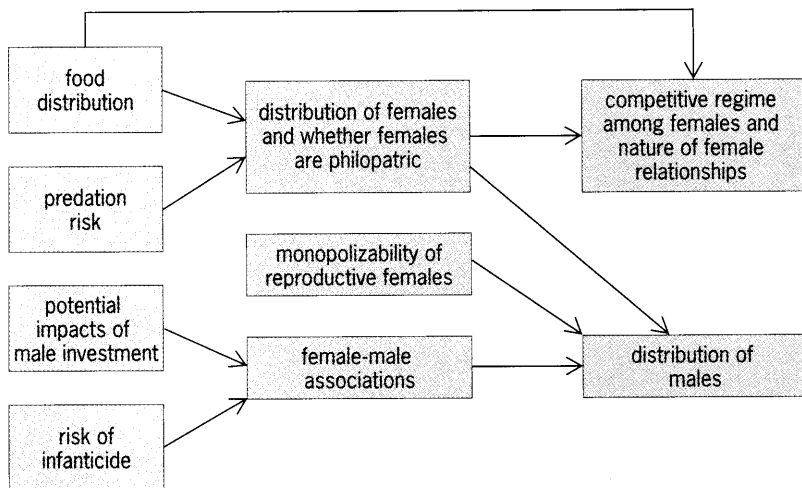 food
distribution
distribution of females
and whether females
are philopatric
competitive regime
among females and
nature of female
relationships
predation
risk
monopolizability of
reproductive females
potential
impacts of
male investment
female-male
associations
distribution of
males
risk of
infanticide